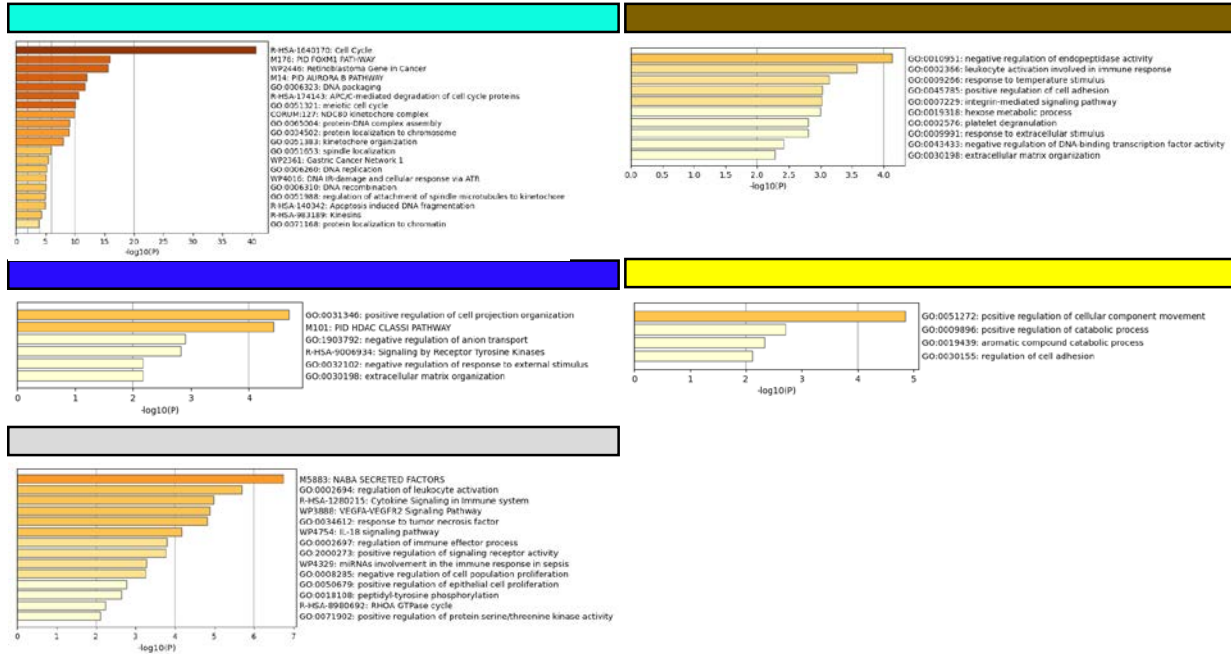 R-HSA-1640170: Cell Cycle
M176: PID FOXM1 PATHWAY
WP2446: Retinoblastoma Gene in Cancer
M14: PID AURORA B PATHWAY
GO:0006323: DNA packaging
R-HSA-174143: APC/C-mediated degradation of cell cycle proteins
GO:0051321: meiotic cell cycle
CORUM:127: NDC80 kinetochore complex
GO:0065004: protein-DNA complex assembly
GO:0034502: protein localization to chromosome
GO:0051383: kinetochore organization
GO:0051653: spindle localization
WP2361: Gastric Cancer Network 1
GO:0006260: DNA replication
WP4016: DNA IR-damage and cellular response via ATR
GO:0006310: DNA recombination
GO:0051988: regulation of attachment of spindle microtubules to kinetochore
R-HSA-140342: Apoptosis induced DNA fragmentation
R-HSA-983189: Kinesins
GO:0071168: protein localization to chromatin
0 5 10 15 20 25 30 35 40
-log10(P)
GO:0010951: negative regulation of endopeptidase activity
GO:0002366: leukocyte activation involved in immune response
GO:0009266: response to temperature stimulus
GO:0045785: positive regulation of cell adhesion
GO:0007229: integrin-mediated signaling pathway
GO:0019318: hexose metabolic process
GO:0002576: platelet degranulation
GO:0009991: response to extracellular stimulus
GO:0043433: negative regulation of DNA-binding transcription factor activity
GO:0030198: extracellular matrix organization
0.0 0.5 1.0 1.5 2.0 2.5 3.0 3.5 4.0
-log10(P)
GO:0031346: positive regulation of cell projection organization
M101: PID HDAC CLASSI PATHWAY
GO:1903792: negative regulation of anion transport
R-HSA-9006934: Signaling by Receptor Tyrosine Kinases
GO:0032102: negative regulation of response to external stimulus
GO:0030198: extracellular matrix organization
0 1 2 3 4
-log10(P)
GO:0051272: positive regulation of cellular component movement
GO:0009896: positive regulation of catabolic process
GO:0019439: aromatic compound catabolic process
GO:0030155: regulation of cell adhesion
0 1 2 3 4 5
-log10(P)
M5883: NABA SECRETED FACTORS
GO:0002694: regulation of leukocyte activation
R-HSA-1280215: Cytokine Signaling in Immune system
WP3888: VEGFA-VEGFR2 Signaling Pathway
GO:0034612: response to tumor necrosis factor
WP4754: IL-18 signaling pathway
GO:0002697: regulation of immune effector process
GO:2000273: positive regulation of signaling receptor activity
WP4329: miRNAs involvement in the immune response in sepsis
GO:0008285: negative regulation of cell population proliferation
GO:0050679: positive regulation of epithelial cell proliferation
GO:0018108: peptidyl-tyrosine phosphorylation
R-HSA-8980692: RHOA GTPase cycle
GO:0071902: positive regulation of protein serine/threonine kinase activity
0 1 2 3 4 5 6 7
-log10(P)